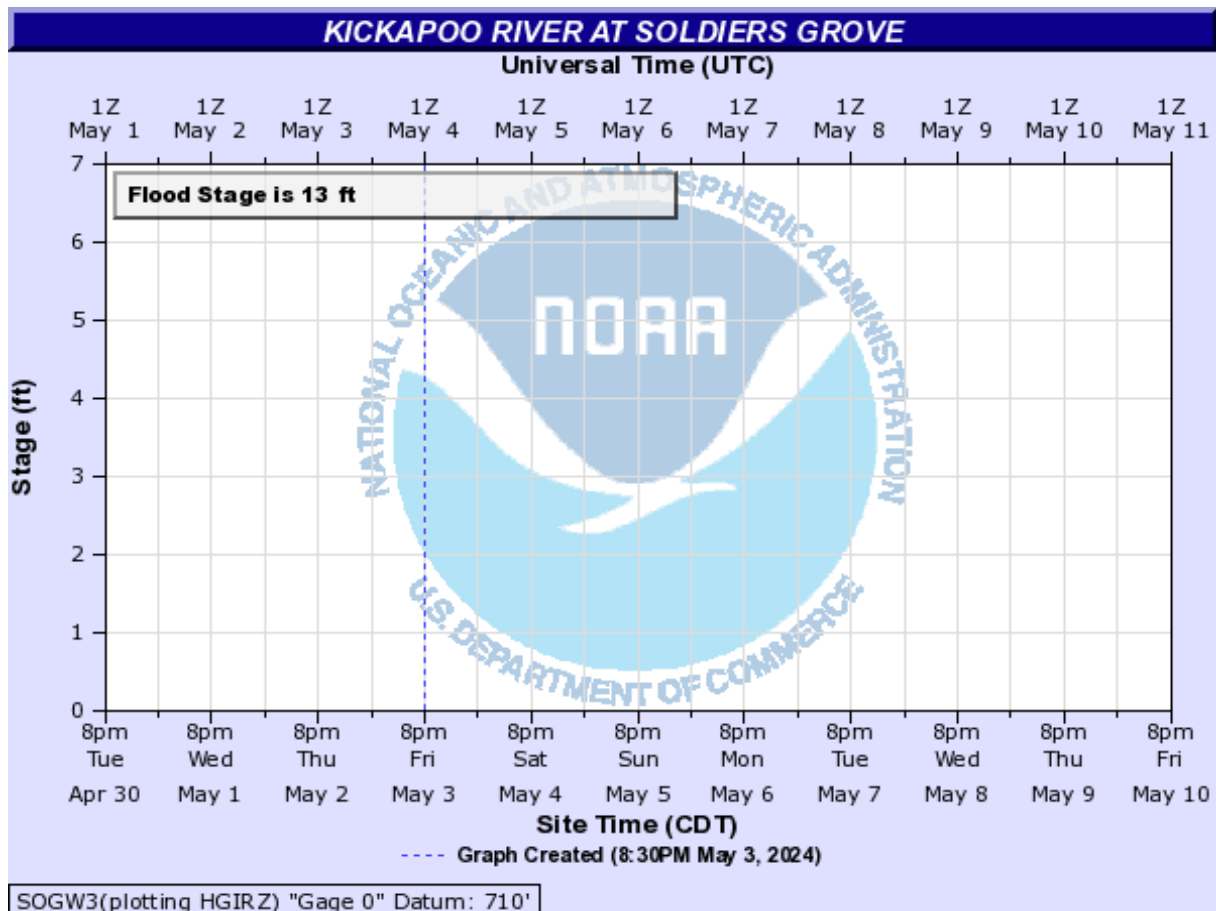 KICKAPOO RIVER AT SOLDIERS GROVE
Universal Time (UTC)
1Z 1Z 1Z 1Z 1Z 1Z 1Z 1Z 1Z 1Z 1Z
May 1 May 2 May 3 May 4 May 5 May 6 May 7 May 8 May 9 May 10 May 11
Flood Stage is 13 ft
NATIONAL OCEANIC AND ATMOSPHERIC ADMINISTRATION
NOAA
U.S. DEPARTMENT OF COMMERCE
Stage (ft)
7
6
5
4
3
2
1
0
8pm 8pm 8pm 8pm 8pm 8pm 8pm 8pm 8pm 8pm 8pm
Tue Wed Thu Fri Sat Sun Mon Tue Wed Thu Fri
Apr 30 May 1 May 2 May 3 May 4 May 5 May 6 May 7 May 8 May 9 May 10
Site Time (CDT)
Graph Created (8:30PM May 3, 2024)
SOGW3(plotting HGIRZ) "Gage 0" Datum: 710'